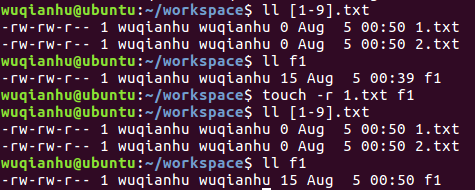 wuqianhu@ubuntu:~/workspace$ ll [1-9].txt
-rw-rw-r-- 1 wuqianhu wuqianhu 0 Aug  5 00:50 1.txt
-rw-rw-r-- 1 wuqianhu wuqianhu 0 Aug  5 00:50 2.txt
wuqianhu@ubuntu:~/workspace$ ll f1
-rw-rw-r-- 1 wuqianhu wuqianhu 15 Aug  5 00:39 f1
wuqianhu@ubuntu:~/workspace$ touch -r 1.txt f1
wuqianhu@ubuntu:~/workspace$ ll [1-9].txt
-rw-rw-r-- 1 wuqianhu wuqianhu 0 Aug  5 00:50 1.txt
-rw-rw-r-- 1 wuqianhu wuqianhu 0 Aug  5 00:50 2.txt
wuqianhu@ubuntu:~/workspace$ ll f1
-rw-rw-r-- 1 wuqianhu wuqianhu 15 Aug  5 00:50 f1